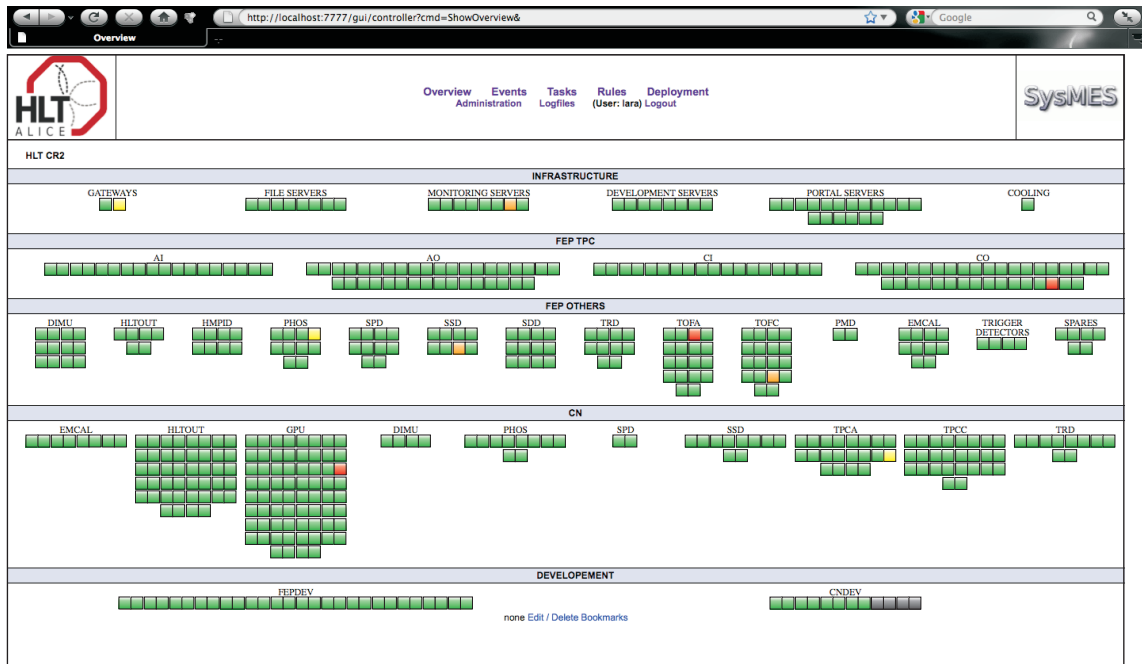 http://localhost:7777/gui/controller?cmd=ShowOverview&
Google
Overview
HLT
ALICE
Overview Events Tasks Rules Deployment
Administration Logfiles (User: lara) Logout
SysMES
HLT CR2
INFRASTRUCTURE
GATEWAYS FILE SERVERS MONITORING SERVERS DEVELOPMENT SERVERS PORTAL SERVERS COOLING
FEP TPC
AI AO CI CO
FEP OTHERS
DIMU HLTOUT HMPID PHOS SPD SSD SDD TRD TOFA TOFC PMD EMCAL TRIGGER SPARES
DETECTORS
CN
EMCAL HLTOUT GPU DIMU PHOS SPD SSD TPCA TPCC TRD
DEVELOPEMENT
FEPDEV CNDEV
none Edit / Delete Bookmarks